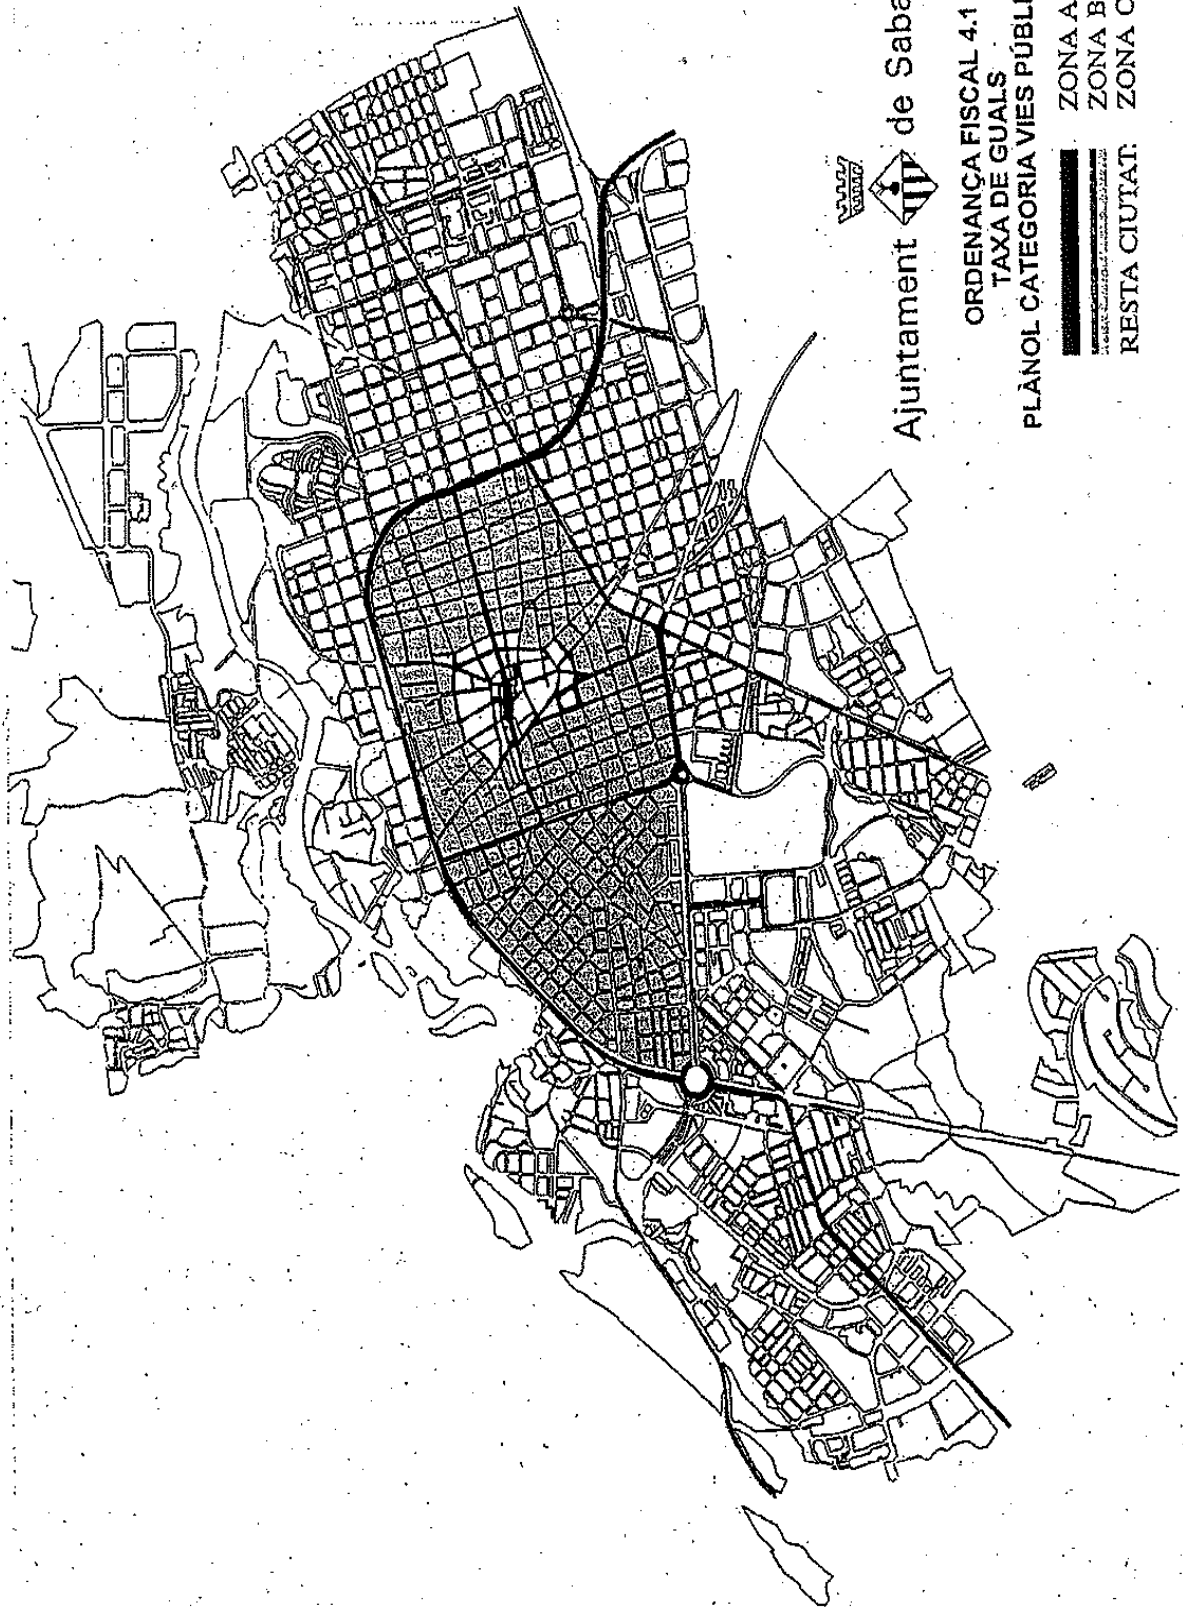 Ajuntament de Saba
ORDENANÇA FISCAL 4.1
TAXA DE GUALS
PLÀNOL CATEGORIA VIES PÚBLI
ZONA A
ZONA B
RESTA CIUTAT: ZONA C